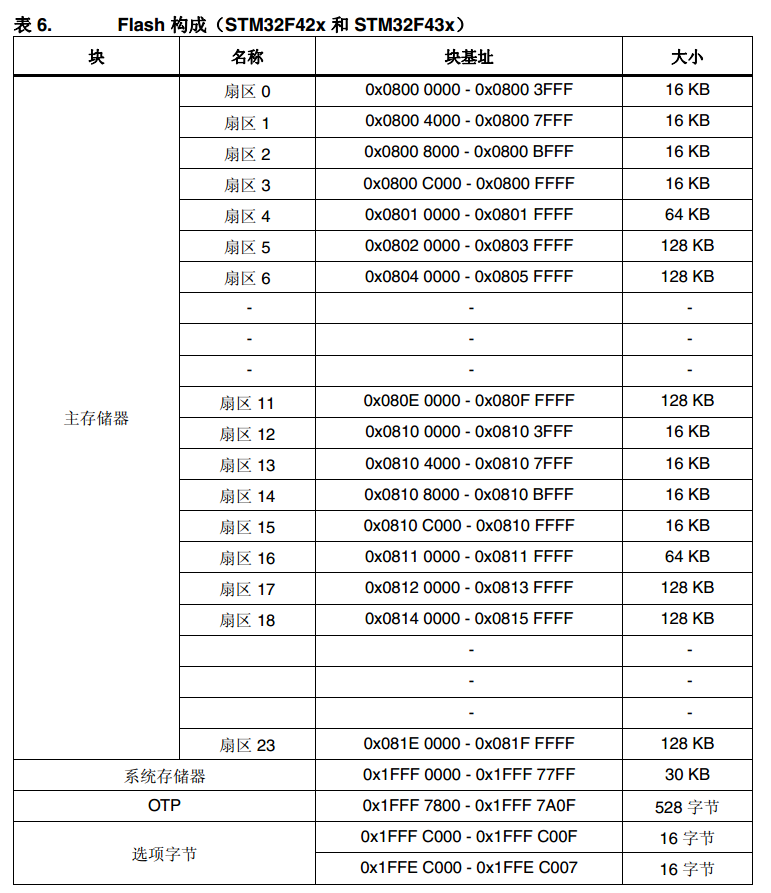 表 6. Flash 构成（STM32F42x 和 STM32F43x）
块 名称 块基址 大小
扇区 0 0x0800 0000 - 0x0800 3FFF 16 KB
扇区 1 0x0800 4000 - 0x0800 7FFF 16 KB
扇区 2 0x0800 8000 - 0x0800 BFFF 16 KB
扇区 3 0x0800 C000 - 0x0800 FFFF 16 KB
扇区 4 0x0801 0000 - 0x0801 FFFF 64 KB
扇区 5 0x0802 0000 - 0x0803 FFFF 128 KB
扇区 6 0x0804 0000 - 0x0805 FFFF 128 KB
- - -
- - -
- - -
主存储器
扇区 11 0x080E 0000 - 0x080F FFFF 128 KB
扇区 12 0x0810 0000 - 0x0810 3FFF 16 KB
扇区 13 0x0810 4000 - 0x0810 7FFF 16 KB
扇区 14 0x0810 8000 - 0x0810 BFFF 16 KB
扇区 15 0x0810 C000 - 0x0810 FFFF 16 KB
扇区 16 0x0811 0000 - 0x0811 FFFF 64 KB
扇区 17 0x0812 0000 - 0x0813 FFFF 128 KB
扇区 18 0x0814 0000 - 0x0815 FFFF 128 KB
- -
- -
- -
扇区 23 0x081E 0000 - 0x081F FFFF 128 KB
系统存储器 0x1FFF 0000 - 0x1FFF 77FF 30 KB
OTP 0x1FFF 7800 - 0x1FFF 7A0F 528 字节
选项字节 0x1FFF C000 - 0x1FFF C00F 16 字节
0x1FFE C000 - 0x1FFE C007 16 字节